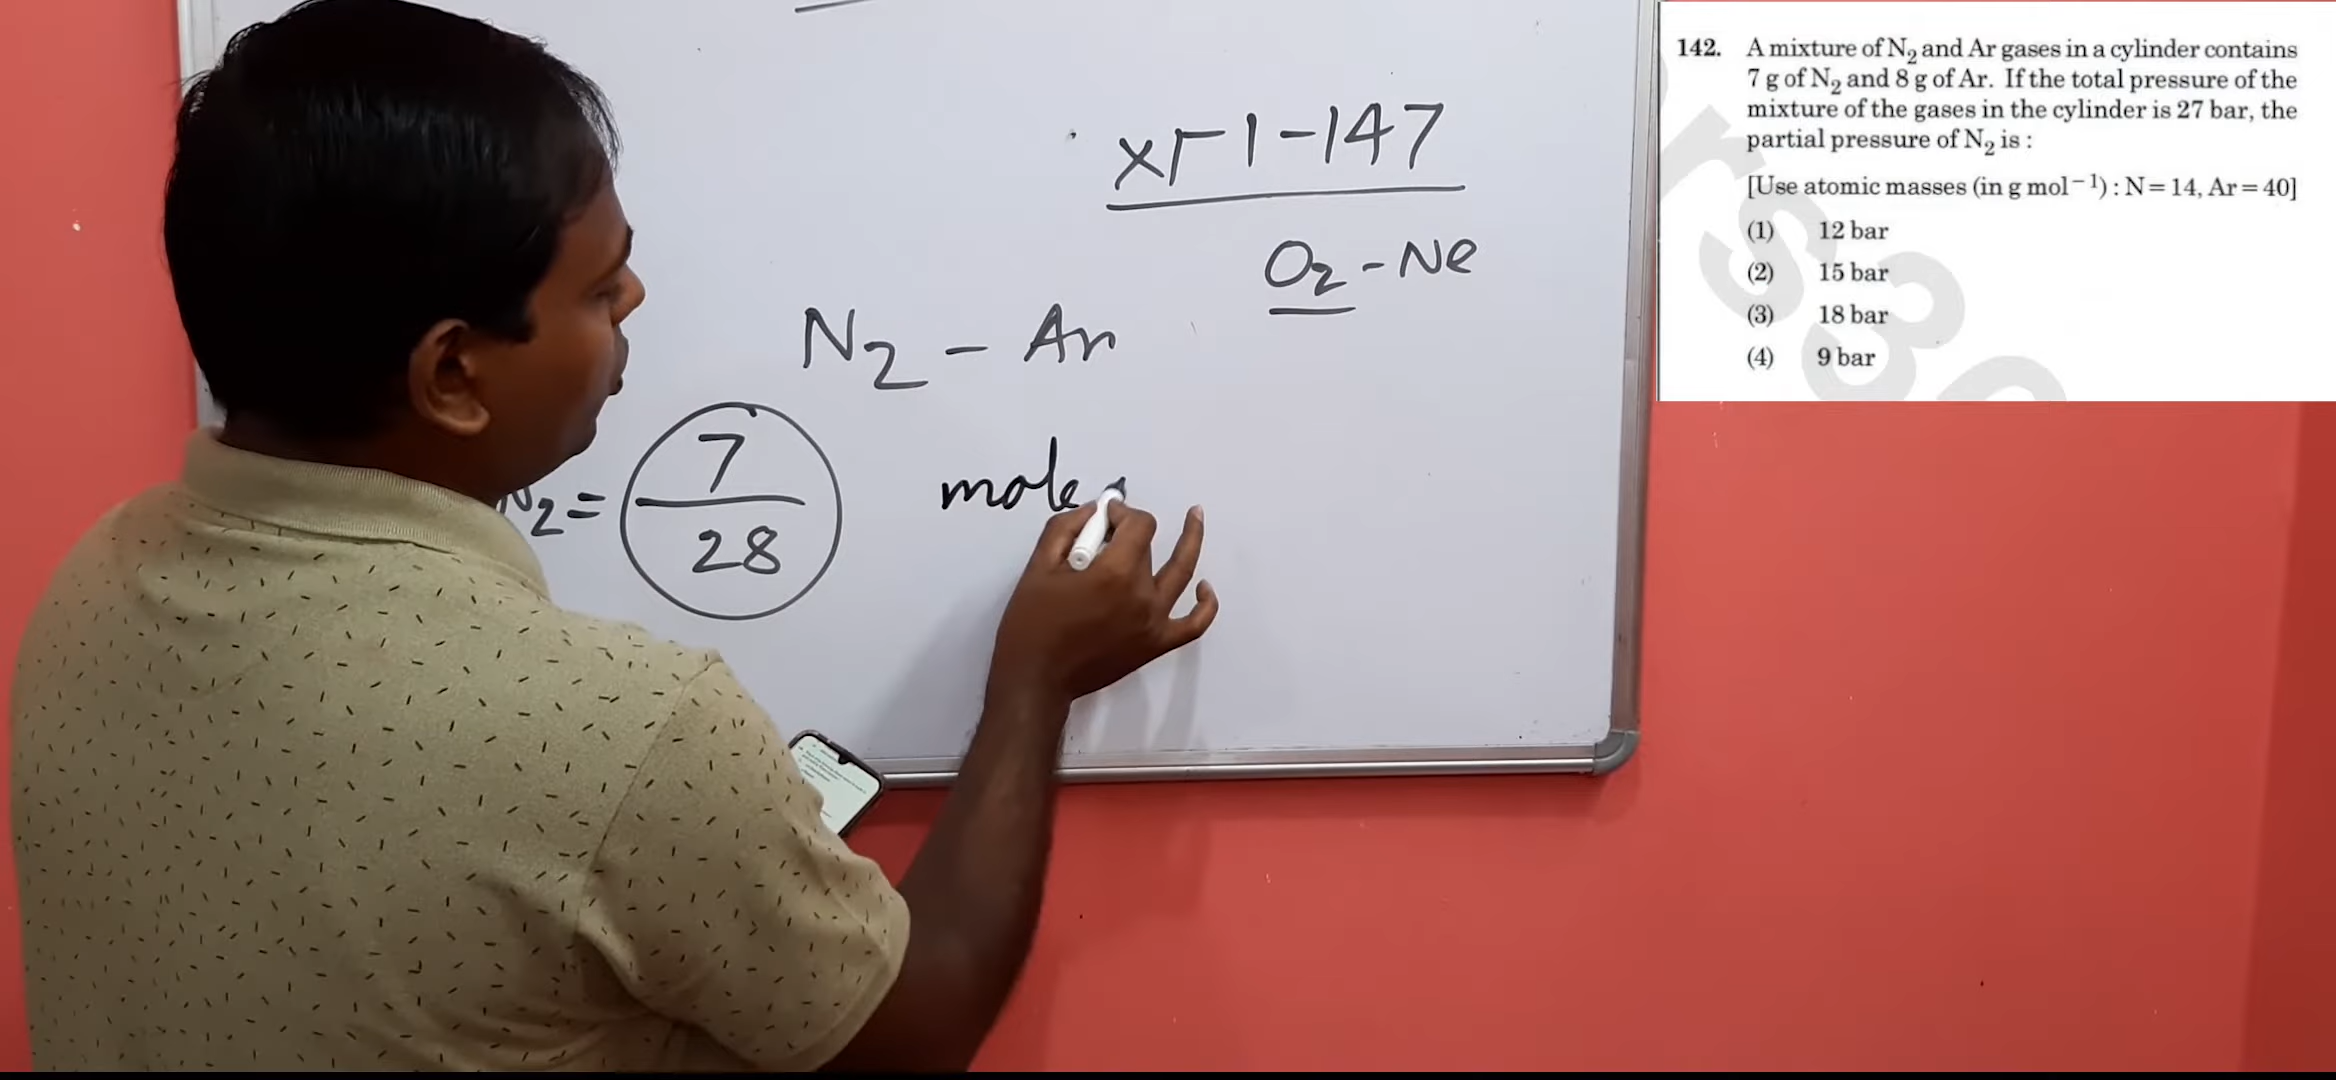 XI-1-147
O2-Ne
N2 - Ar
N2 = 7/28 mole
142. A mixture of N2 and Ar gases in a cylinder contains
7 g of N2 and 8 g of Ar. If the total pressure of the
mixture of the gases in the cylinder is 27 bar, the
partial pressure of N2 is :
[Use atomic masses (in g mol−1) : N = 14, Ar = 40]
(1) 12 bar
(2) 15 bar
(3) 18 bar
(4) 9 bar